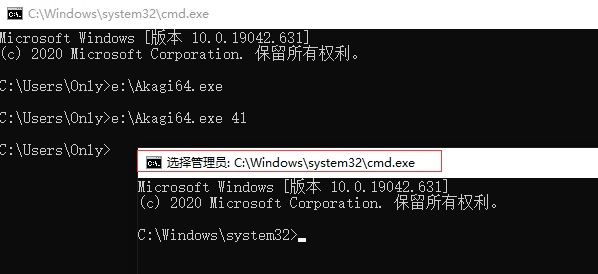 C:\Windows\system32\cmd.exe
Microsoft Windows [版本 10.0.19042.631]
(c) 2020 Microsoft Corporation. 保留所有权利。
C:\Users\Only>e:\Akagi64.exe
C:\Users\Only>e:\Akagi64.exe 41
C:\Users\Only>
选择管理员: C:\Windows\system32\cmd.exe
Microsoft Windows [版本 10.0.19042.631]
(c) 2020 Microsoft Corporation. 保留所有权利。
C:\Windows\system32>